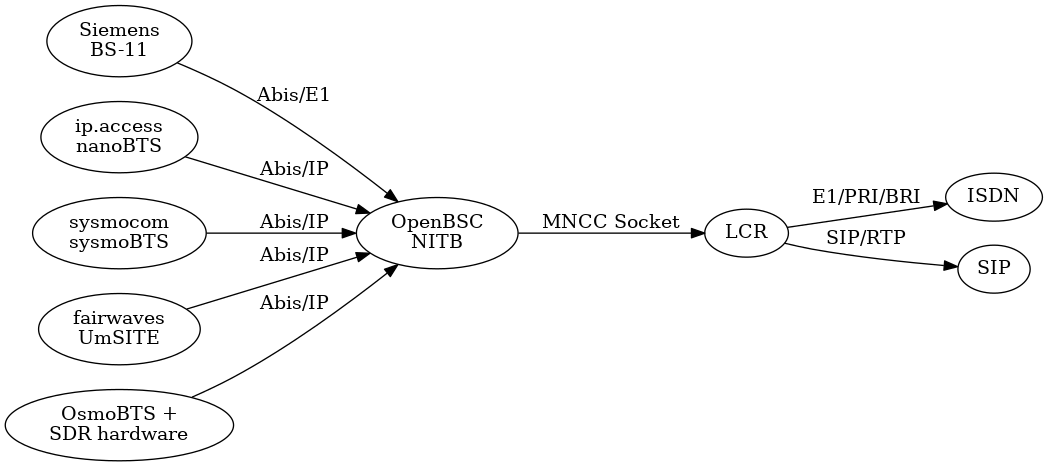 Siemens
BS-11
Abis/E1
ip.access
nanoBTS
Abis/IP
sysmocom
sysmoBTS
Abis/IP
fairwaves
UmSITE
Abis/IP
OsmoBTS +
SDR hardware
Abis/IP
OpenBSC
NITB
MNCC Socket
LCR
E1/PRI/BRI
ISDN
SIP/RTP
SIP